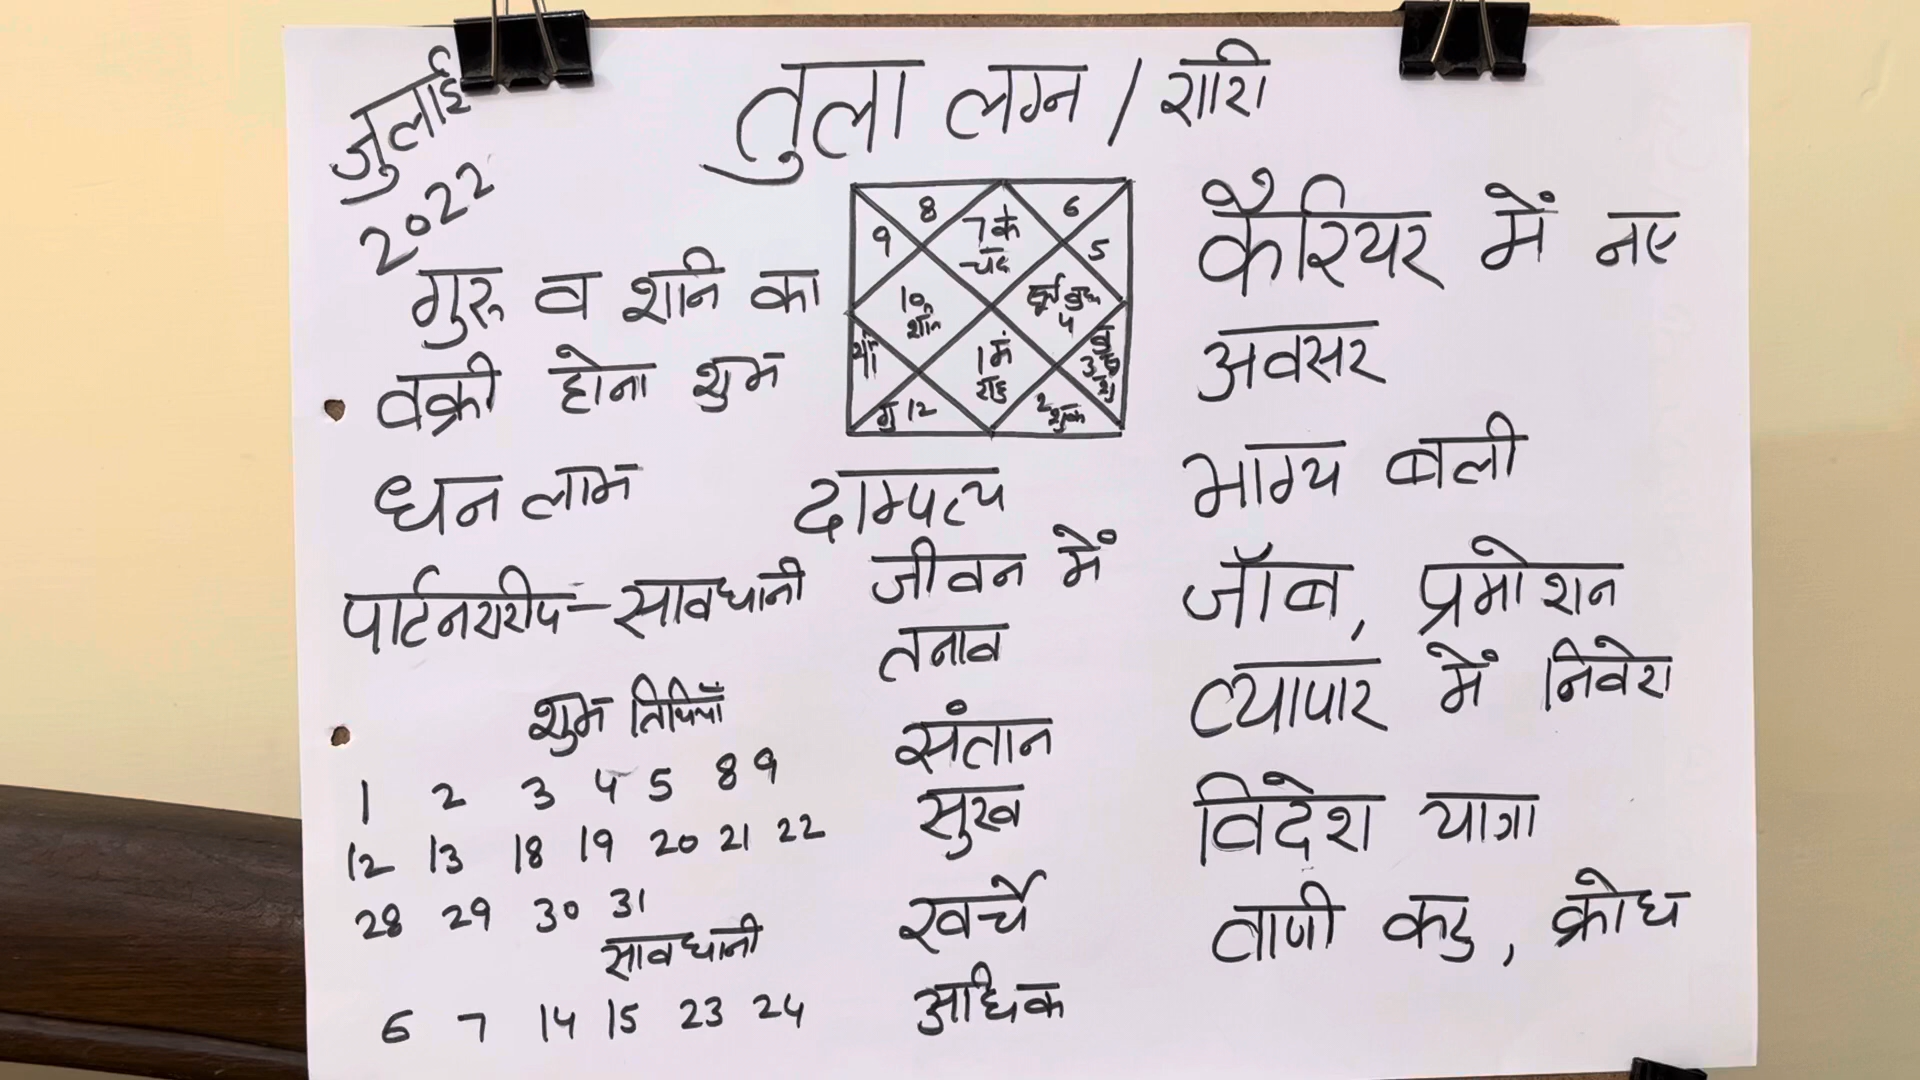 जुलाई
2022
तुला लग्न / राशि
8
7 के
चंद्र
6
9
5
10
शनि
सूर्य बुध
4
1 मं
राहु
3
गु 12
2
शुक्र
गुरु व शनि का
वक्री होना शुभ
धन लाभ
पार्टनरशीप - सावधानी
शुभ तिथियाँ
1 2 3 4 5 8 9
12 13 18 19 20 21 22
28 29 30 31
सावधानी
6 7 14 15 23 24
दाम्पत्य
जीवन में
तनाव
संतान
सुख
खर्चे
अधिक
कैरियर में नए
अवसर
भाग्य बली
जॉब, प्रमोशन
व्यापार में निवेश
विदेश यात्रा
वाणी कटु, क्रोध